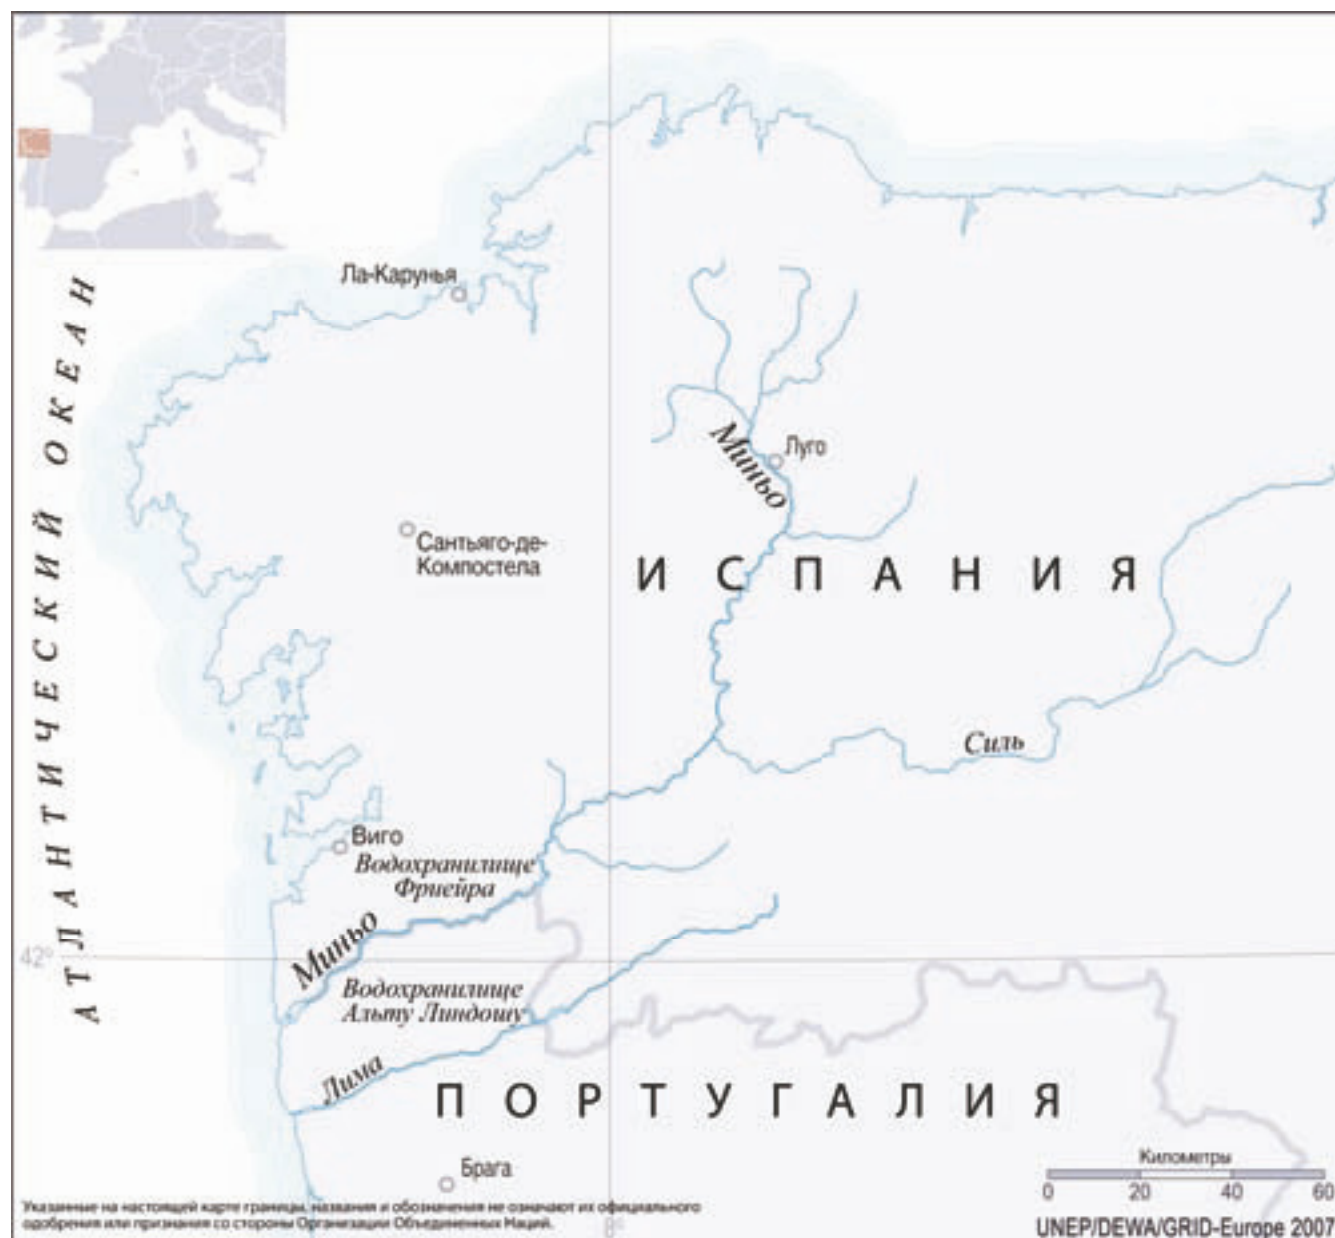 Ла-Карунья
АТЛАНТИЧЕСКИЙ ОКЕАН
Миньо
Луго
Сантьяго-де-
Компостела
ИСПАНИЯ
Силь
Виго
Водохранилище
Фриейра
Миньо
42°
Водохранилище
Альту Линдошу
Лима
ПОРТУГАЛИЯ
Брага
Километры
0 20 40 60
Указанные на настоящей карте границы, названия и обозначения не означают их официального
одобрения или признания со стороны Организации Объединенных Наций.
UNEP/DEWA/GRID-Europe 2007